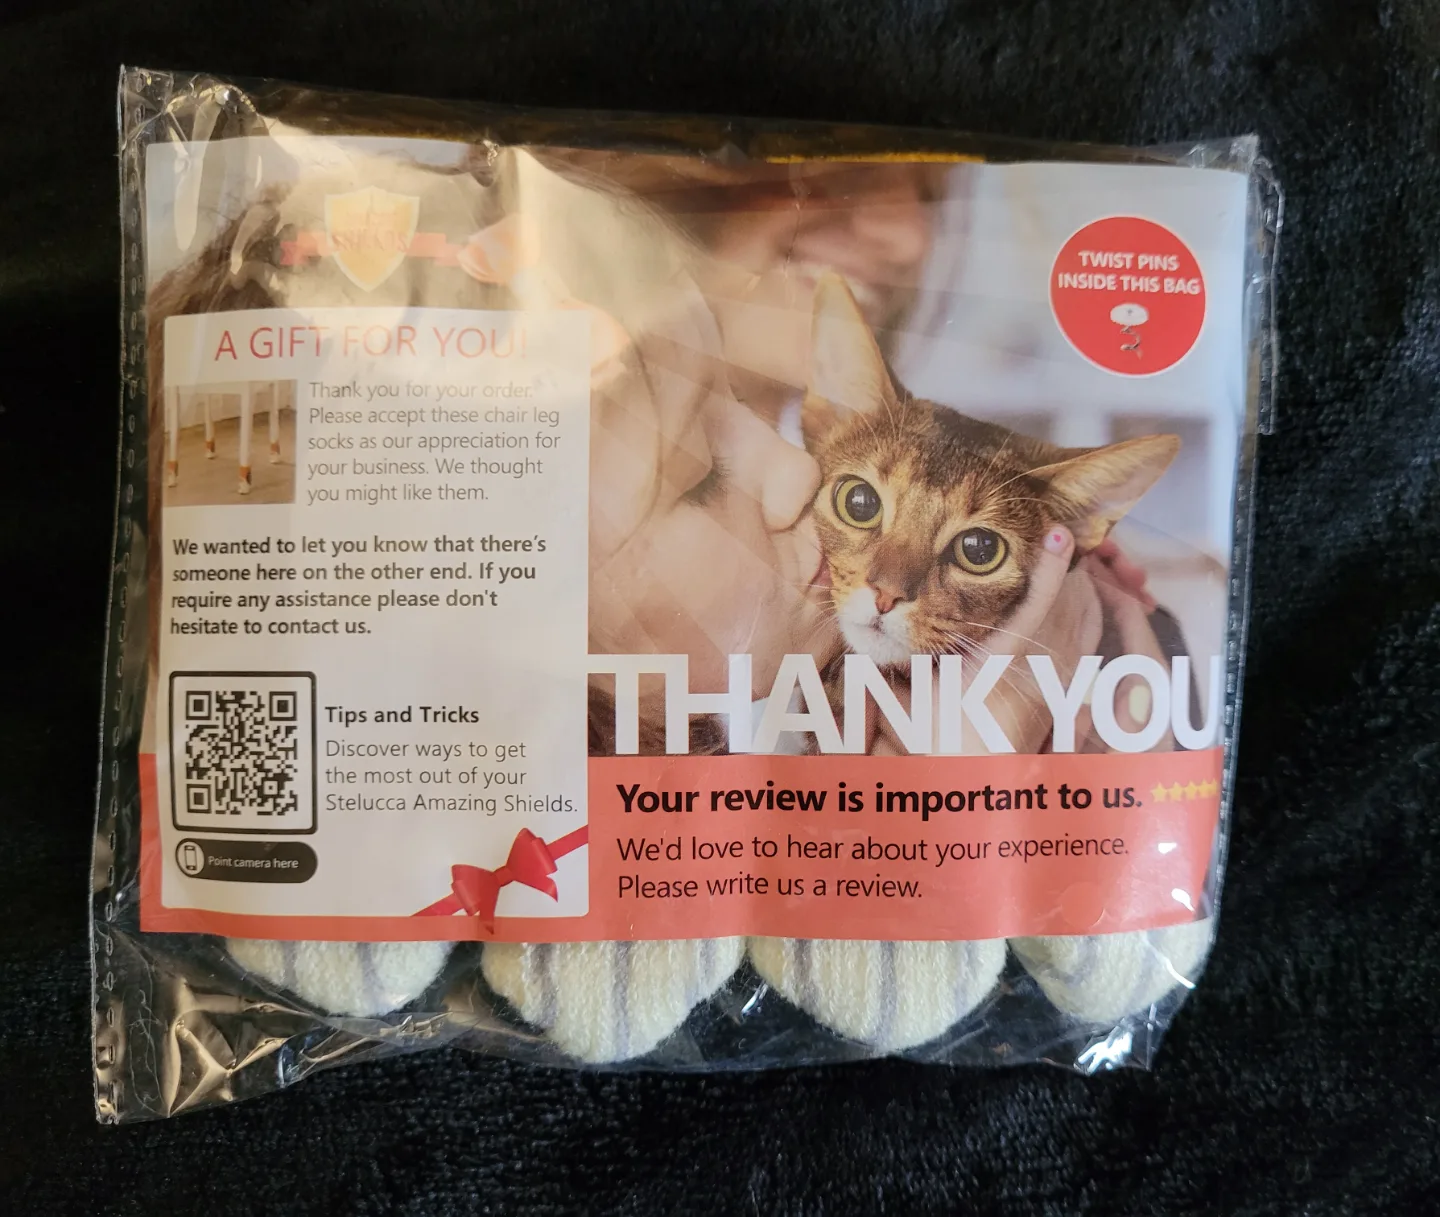 SHIELDS
A GIFT FOR YOU!
Thank you for your order.
Please accept these chair leg
socks as our appreciation for
your business. We thought
you might like them.
We wanted to let you know that there's
someone here on the other end. If you
require any assistance please don't
hesitate to contact us.
Tips and Tricks
Discover ways to get
the most out of your
Stelucca Amazing Shields.
Point camera here
TWIST PINS
INSIDE THIS BAG
THANK YOU
Your review is important to us.
We'd love to hear about your experience.
Please write us a review.